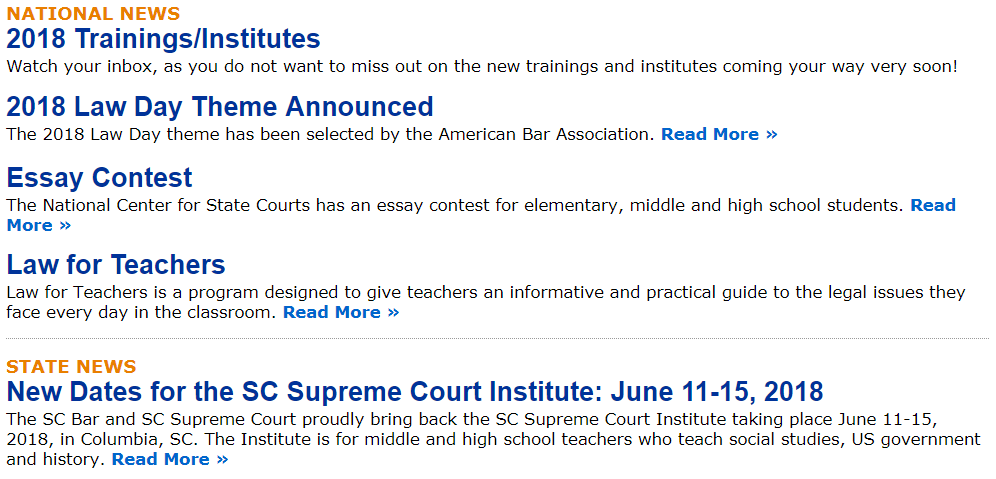 NATIONAL NEWS
2018 Trainings/Institutes
Watch your inbox, as you do not want to miss out on the new trainings and institutes coming your way very soon!
2018 Law Day Theme Announced
The 2018 Law Day theme has been selected by the American Bar Association. Read More »
Essay Contest
The National Center for State Courts has an essay contest for elementary, middle and high school students. Read
More »
Law for Teachers
Law for Teachers is a program designed to give teachers an informative and practical guide to the legal issues they
face every day in the classroom. Read More »
STATE NEWS
New Dates for the SC Supreme Court Institute: June 11-15, 2018
The SC Bar and SC Supreme Court proudly bring back the SC Supreme Court Institute taking place June 11-15,
2018, in Columbia, SC. The Institute is for middle and high school teachers who teach social studies, US government
and history. Read More »